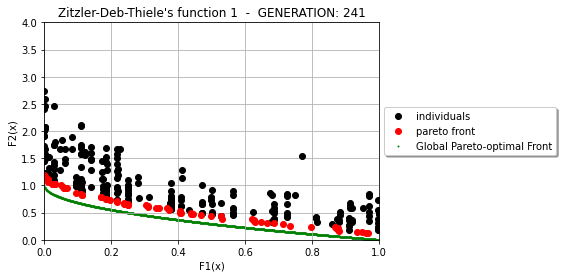 Zitzler-Deb-Thiele's function 1 - GENERATION: 241
4.0
3.5
3.0
2.5
2.0
1.5
1.0
0.5
0.0
F2(x)
0.0 0.2 0.4 0.6 0.8 1.0
F1(x)
individuals
pareto front
Global Pareto-optimal Front